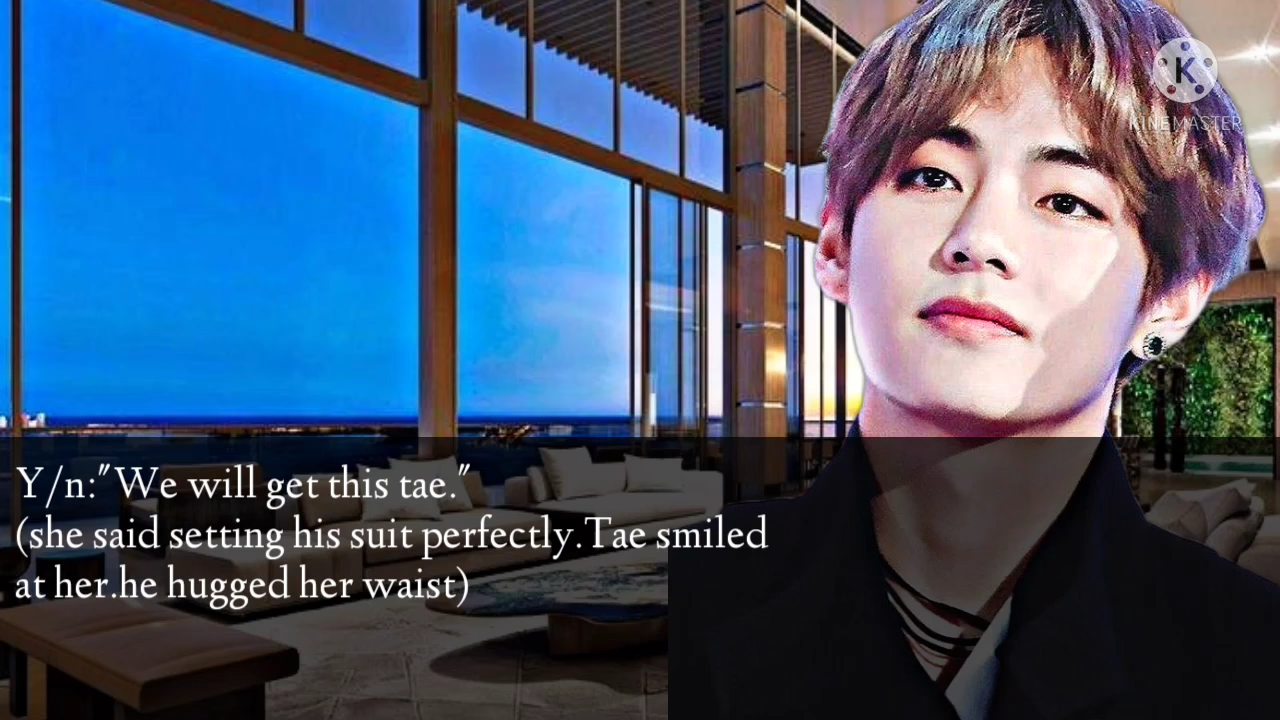 K
KINEMASTER
Y/n:"We will get this tae."
(she said setting his suit perfectly.Tae smiled
at her.he hugged her waist)